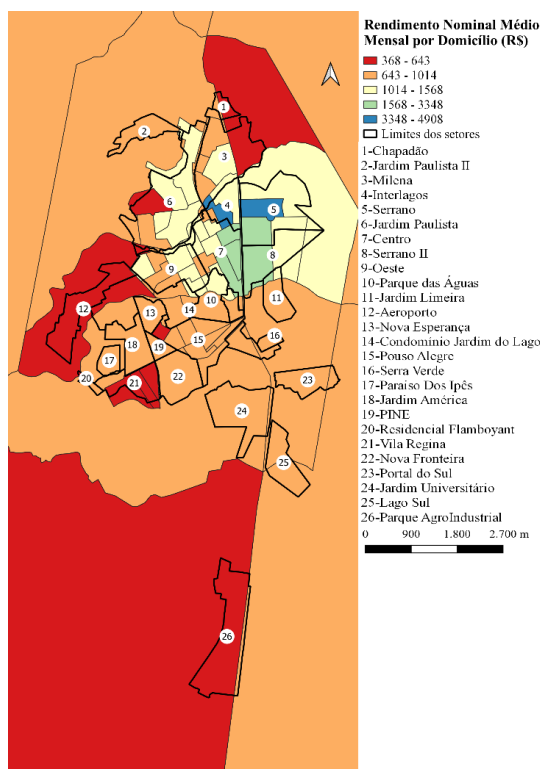 Rendimento Nominal Médio
Mensal por Domicílio (R$)
368 - 643
643 - 1014
1014 - 1568
1568 - 3348
3348 - 4908
Limites dos setores
1-Chapadão
2-Jardim Paulista II
3-Milena
4-Interlagos
5-Serrano
6-Jardim Paulista
7-Centro
8-Serrano II
9-Oeste
10-Parque das Águas
11-Jardim Limeira
12-Aeroporto
13-Nova Esperança
14-Condomínio Jardim do Lago
15-Pouso Alegre
16-Serra Verde
17-Paraíso Dos Ipês
18-Jardim América
19-PINE
20-Residencial Flamboyant
21-Vila Regina
22-Nova Fronteira
23-Portal do Sul
24-Jardim Universitário
25-Lago Sul
26-Parque AgroIndustrial
0 900 1.800 2.700 m
1
2
3
6
4
5
7
8
9
10
11
12
13
14
15
16
18
19
17
20
21
22
23
24
25
26